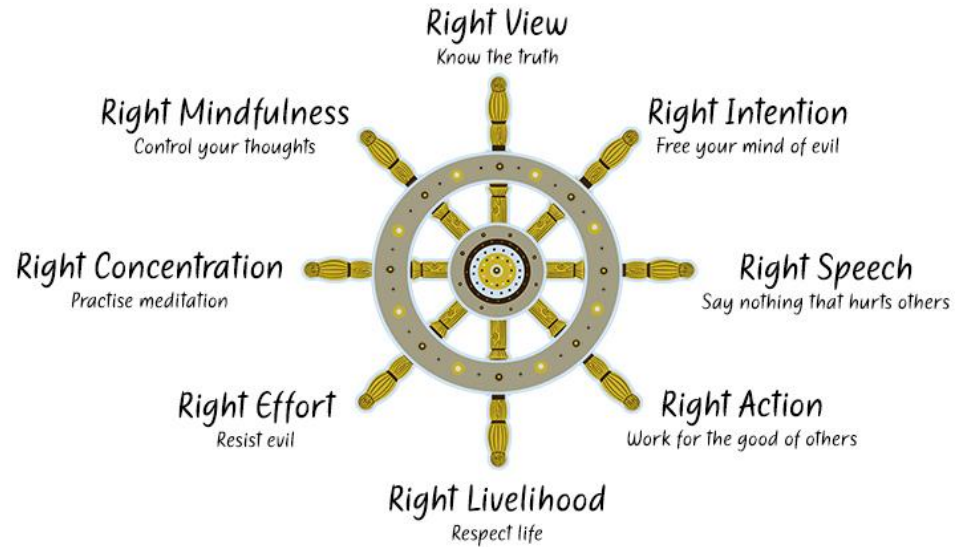 Right View
Know the truth
Right Mindfulness
Control your thoughts
Right Intention
Free your mind of evil
Right Concentration
Practise meditation
Right Speech
Say nothing that hurts others
Right Effort
Resist evil
Right Action
Work for the good of others
Right Livelihood
Respect life